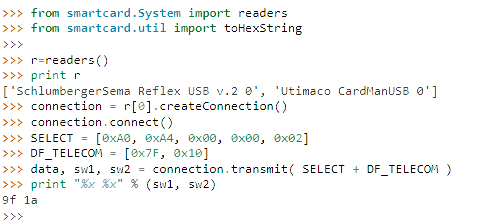 >>> from smartcard.System import readers
>>> from smartcard.util import toHexString
>>>
>>> r=readers()
>>> print r
['SchlumbergerSema Reflex USB v.2 0', 'Utimaco CardManUSB 0']
>>> connection = r[0].createConnection()
>>> connection.connect()
>>> SELECT = [0xA0, 0xA4, 0x00, 0x00, 0x02]
>>> DF_TELECOM = [0x7F, 0x10]
>>> data, sw1, sw2 = connection.transmit( SELECT + DF_TELECOM )
>>> print "%x %x" % (sw1, sw2)
9f 1a
>>>